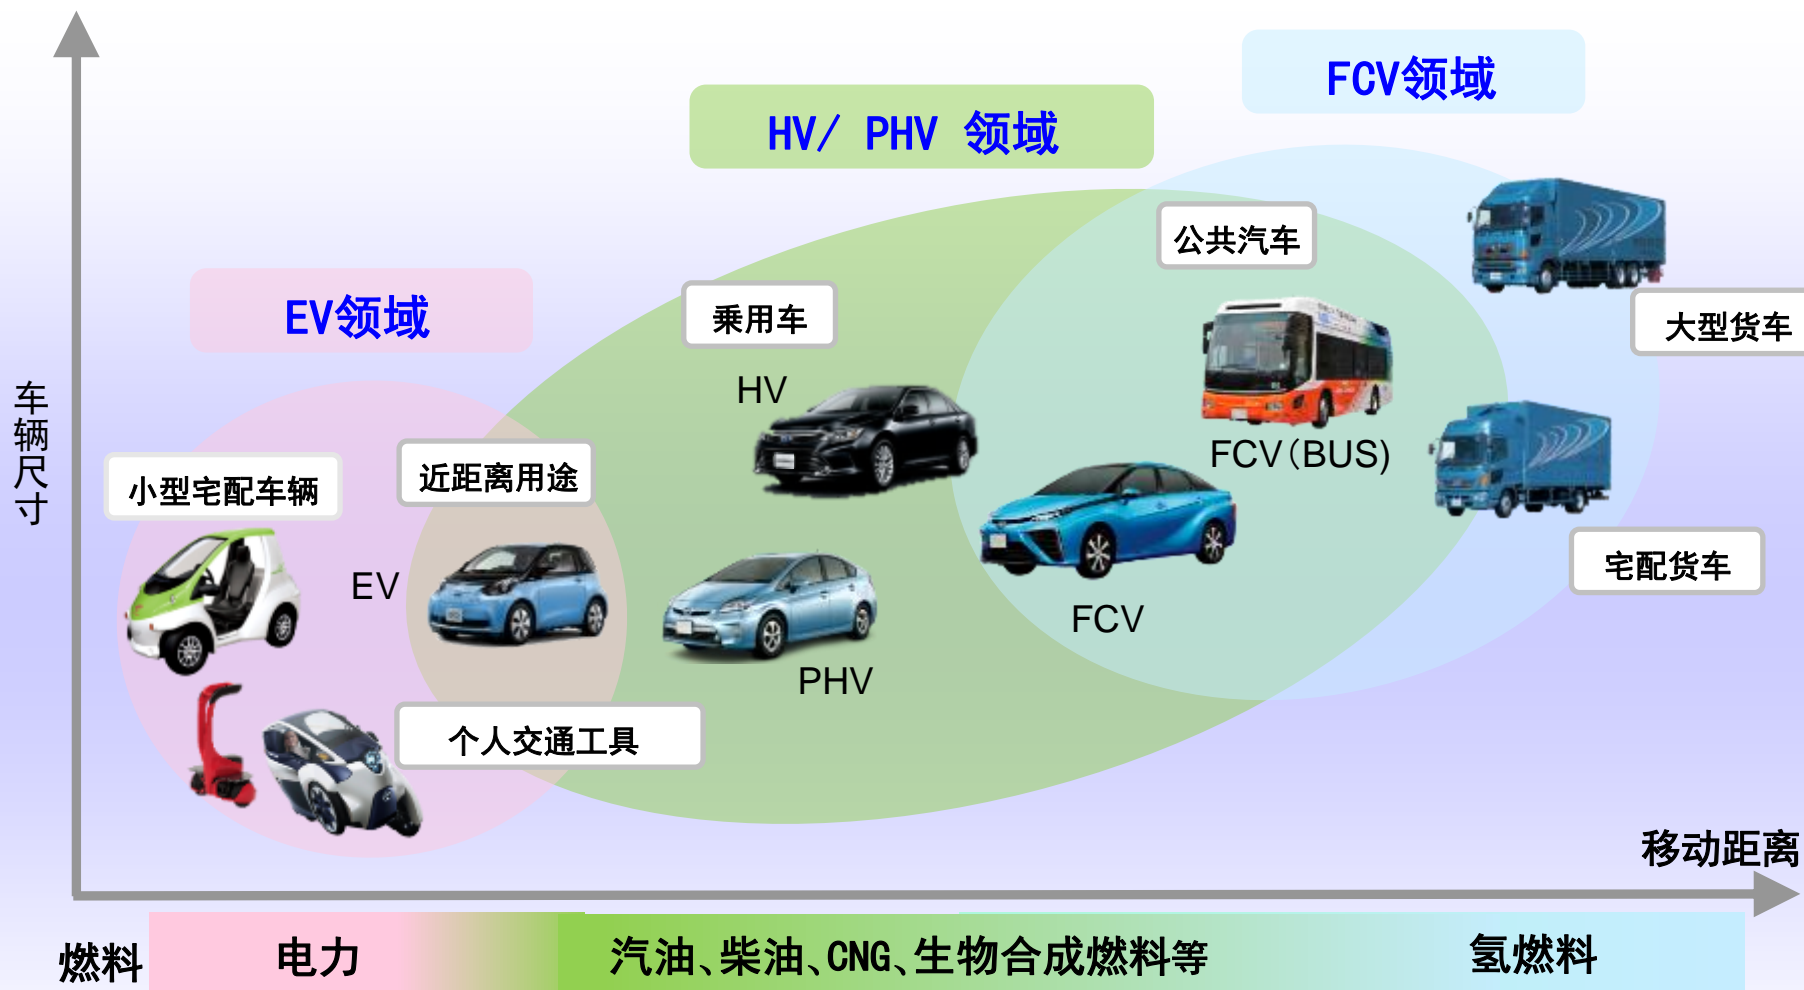 FCV领域
HV/ PHV 领域
公共汽车
EV领域
乘用车
大型货车
HV
车辆尺寸
FCV(BUS)
近距离用途
小型宅配车辆
宅配货车
EV
FCV
PHV
个人交通工具
移动距离
燃料
电力
汽油、柴油、CNG、生物合成燃料等
氢燃料